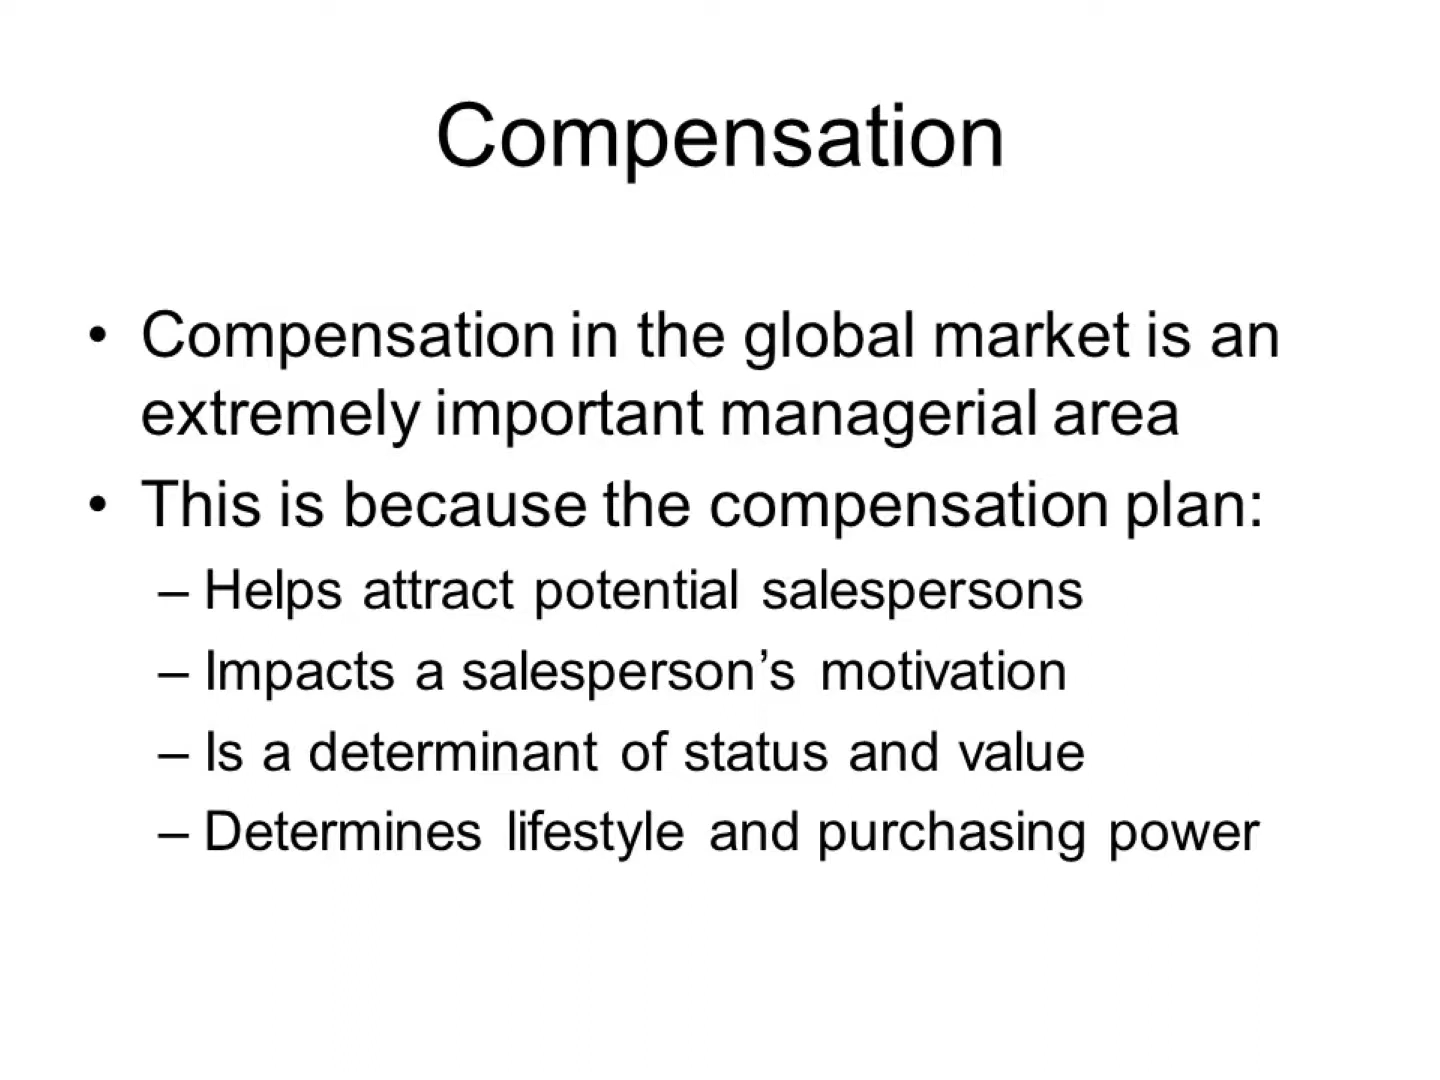 Compensation
• Compensation in the global market is an
extremely important managerial area
• This is because the compensation plan:
– Helps attract potential salespersons
– Impacts a salesperson’s motivation
– Is a determinant of status and value
– Determines lifestyle and purchasing power